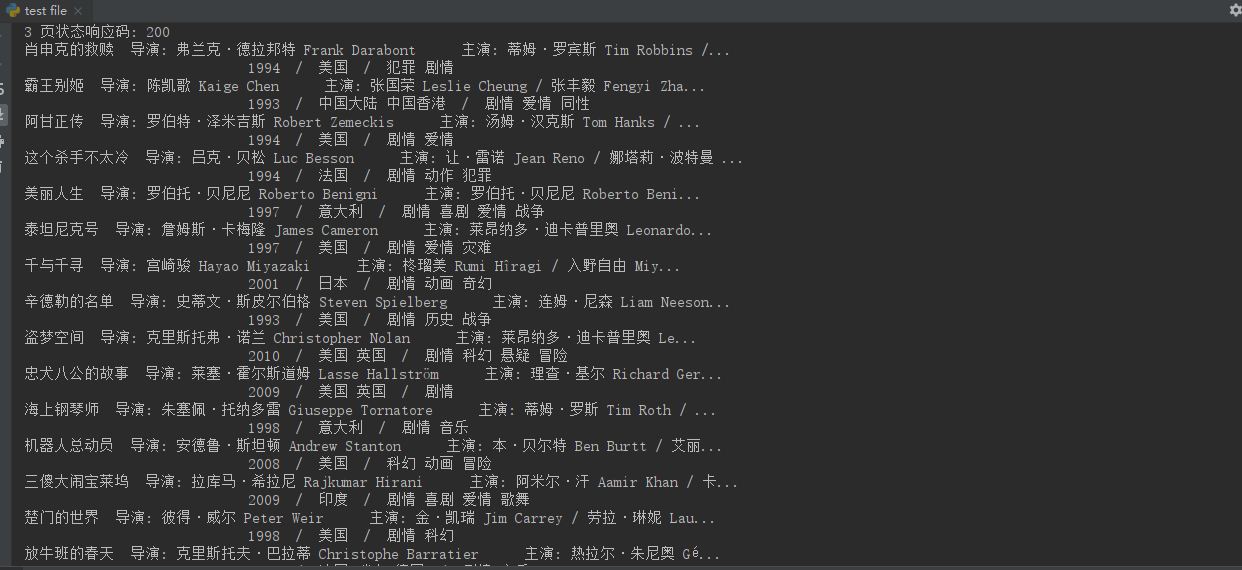 test file
3 页状态响应码: 200
肖申克的救赎 导演: 弗兰克·德拉邦特 Frank Darabont 主演: 蒂姆·罗宾斯 Tim Robbins /...
1994 / 美国 / 犯罪 剧情
霸王别姬 导演: 陈凯歌 Kaige Chen 主演: 张国荣 Leslie Cheung / 张丰毅 Fengyi Zha...
1993 / 中国大陆 中国香港 / 剧情 爱情 同性
阿甘正传 导演: 罗伯特·泽米吉斯 Robert Zemeckis 主演: 汤姆·汉克斯 Tom Hanks / ...
1994 / 美国 / 剧情 爱情
这个杀手不太冷 导演: 吕克·贝松 Luc Besson 主演: 让·雷诺 Jean Reno / 娜塔莉·波特曼 ...
1994 / 法国 / 剧情 动作 犯罪
美丽人生 导演: 罗伯托·贝尼尼 Roberto Benigni 主演: 罗伯托·贝尼尼 Roberto Beni...
1997 / 意大利 / 剧情 喜剧 爱情 战争
泰坦尼克号 导演: 詹姆斯·卡梅隆 James Cameron 主演: 莱昂纳多·迪卡普里奥 Leonardo...
1997 / 美国 / 剧情 爱情 灾难
千与千寻 导演: 宫崎骏 Hayao Miyazaki 主演: 柊瑠美 Rumi Hîragi / 入野自由 Miy...
2001 / 日本 / 剧情 动画 奇幻
辛德勒的名单 导演: 史蒂文·斯皮尔伯格 Steven Spielberg 主演: 连姆·尼森 Liam Neeson...
1993 / 美国 / 剧情 历史 战争
盗梦空间 导演: 克里斯托弗·诺兰 Christopher Nolan 主演: 莱昂纳多·迪卡普里奥 Le...
2010 / 美国 英国 / 剧情 科幻 悬疑 冒险
忠犬八公的故事 导演: 莱塞·霍尔斯道姆 Lasse Hallström 主演: 理查·基尔 Richard Ger...
2009 / 美国 英国 / 剧情
海上钢琴师 导演: 朱塞佩·托纳多雷 Giuseppe Tornatore 主演: 蒂姆·罗斯 Tim Roth / ...
1998 / 意大利 / 剧情 音乐
机器人总动员 导演: 安德鲁·斯坦顿 Andrew Stanton 主演: 本·贝尔特 Ben Burtt / 艾丽...
2008 / 美国 / 科幻 动画 冒险
三傻大闹宝莱坞 导演: 拉库马·希拉尼 Rajkumar Hirani 主演: 阿米尔·汗 Aamir Khan / 卡...
2009 / 印度 / 剧情 喜剧 爱情 歌舞
楚门的世界 导演: 彼得·威尔 Peter Weir 主演: 金·凯瑞 Jim Carrey / 劳拉·琳妮 Lau...
1998 / 美国 / 剧情 科幻
放牛班的春天 导演: 克里斯托夫·巴拉蒂 Christophe Barratier 主演: 热拉尔·朱尼奥 Gé...